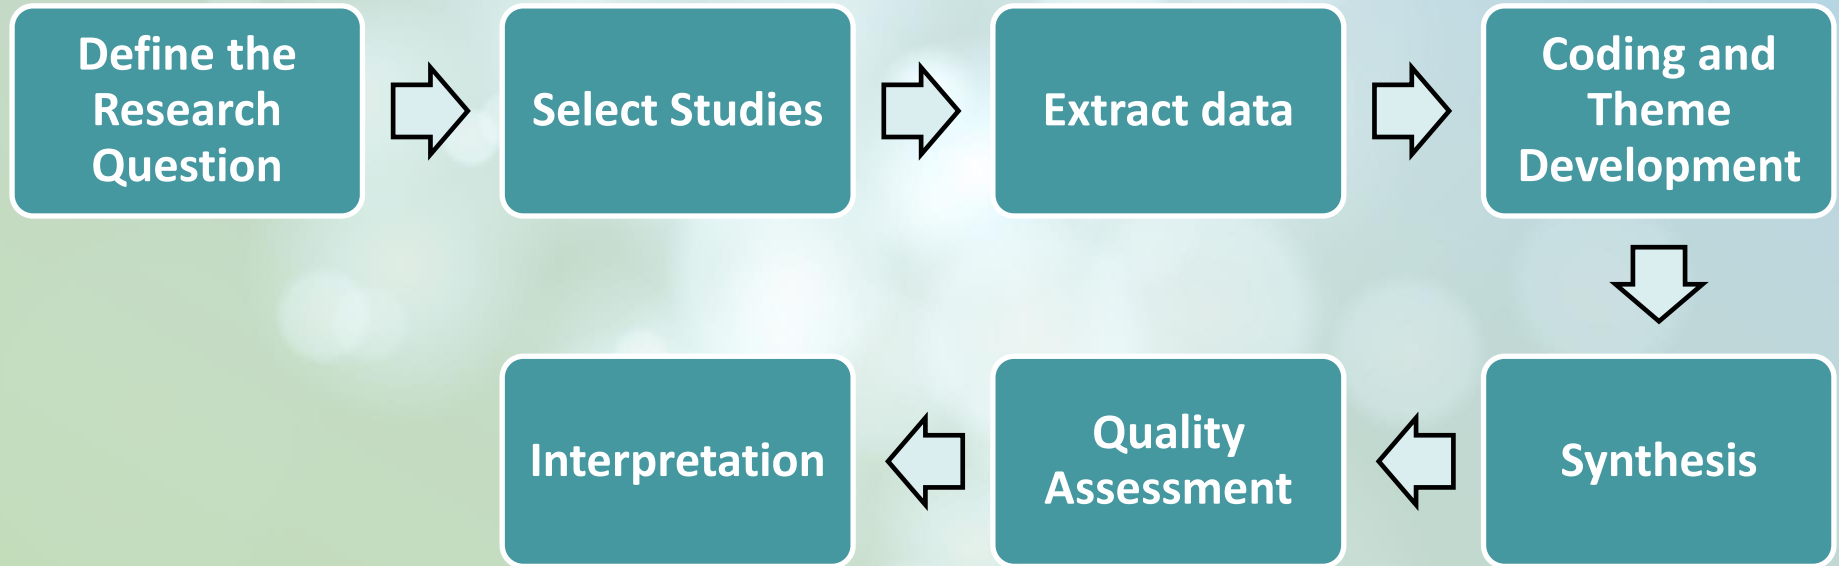 Define the
Research
Question
Select Studies
Extract data
Coding and
Theme
Development
Synthesis
Quality
Assessment
Interpretation